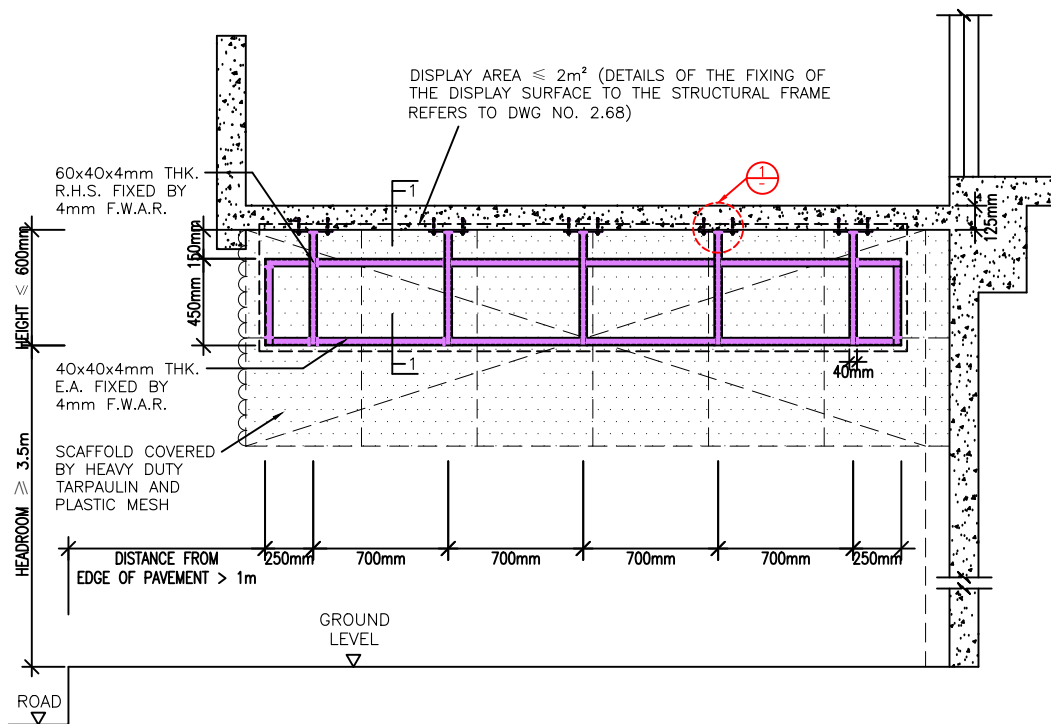 DISPLAY AREA ≤ 2m² (DETAILS OF THE FIXING OF
THE DISPLAY SURFACE TO THE STRUCTURAL FRAME
REFERS TO DWG NO. 2.68)
60x40x4mm THK.
R.H.S. FIXED BY
4mm F.W.A.R.
1
1
-
125mm
HEIGHT ≤ 600mm
150mm
450mm
1
40mm
40x40x4mm THK.
E.A. FIXED BY
4mm F.W.A.R.
SCAFFOLD COVERED
BY HEAVY DUTY
TARPAULIN AND
PLASTIC MESH
HEADROOM ≥ 3.5m
DISTANCE FROM
EDGE OF PAVEMENT > 1m
250mm
700mm
700mm
700mm
700mm
250mm
GROUND
LEVEL
ROAD